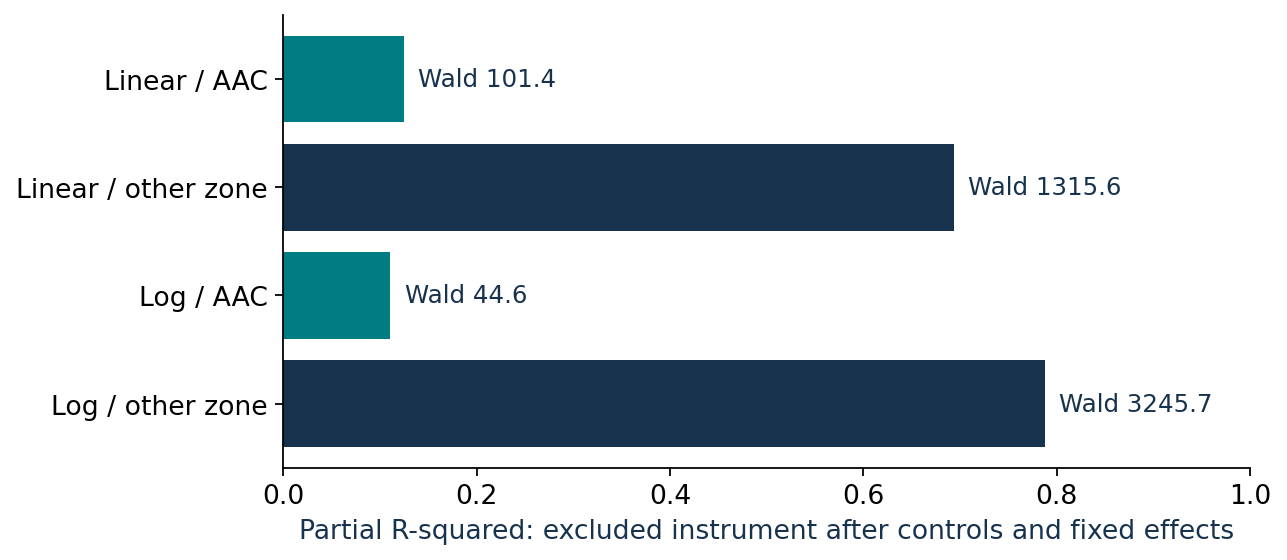 Linear / AAC
Wald 101.4
Linear / other zone
Wald 1315.6
Log / AAC
Wald 44.6
Log / other zone
Wald 3245.7
0.0 0.2 0.4 0.6 0.8 1.0
Partial R-squared: excluded instrument after controls and fixed effects